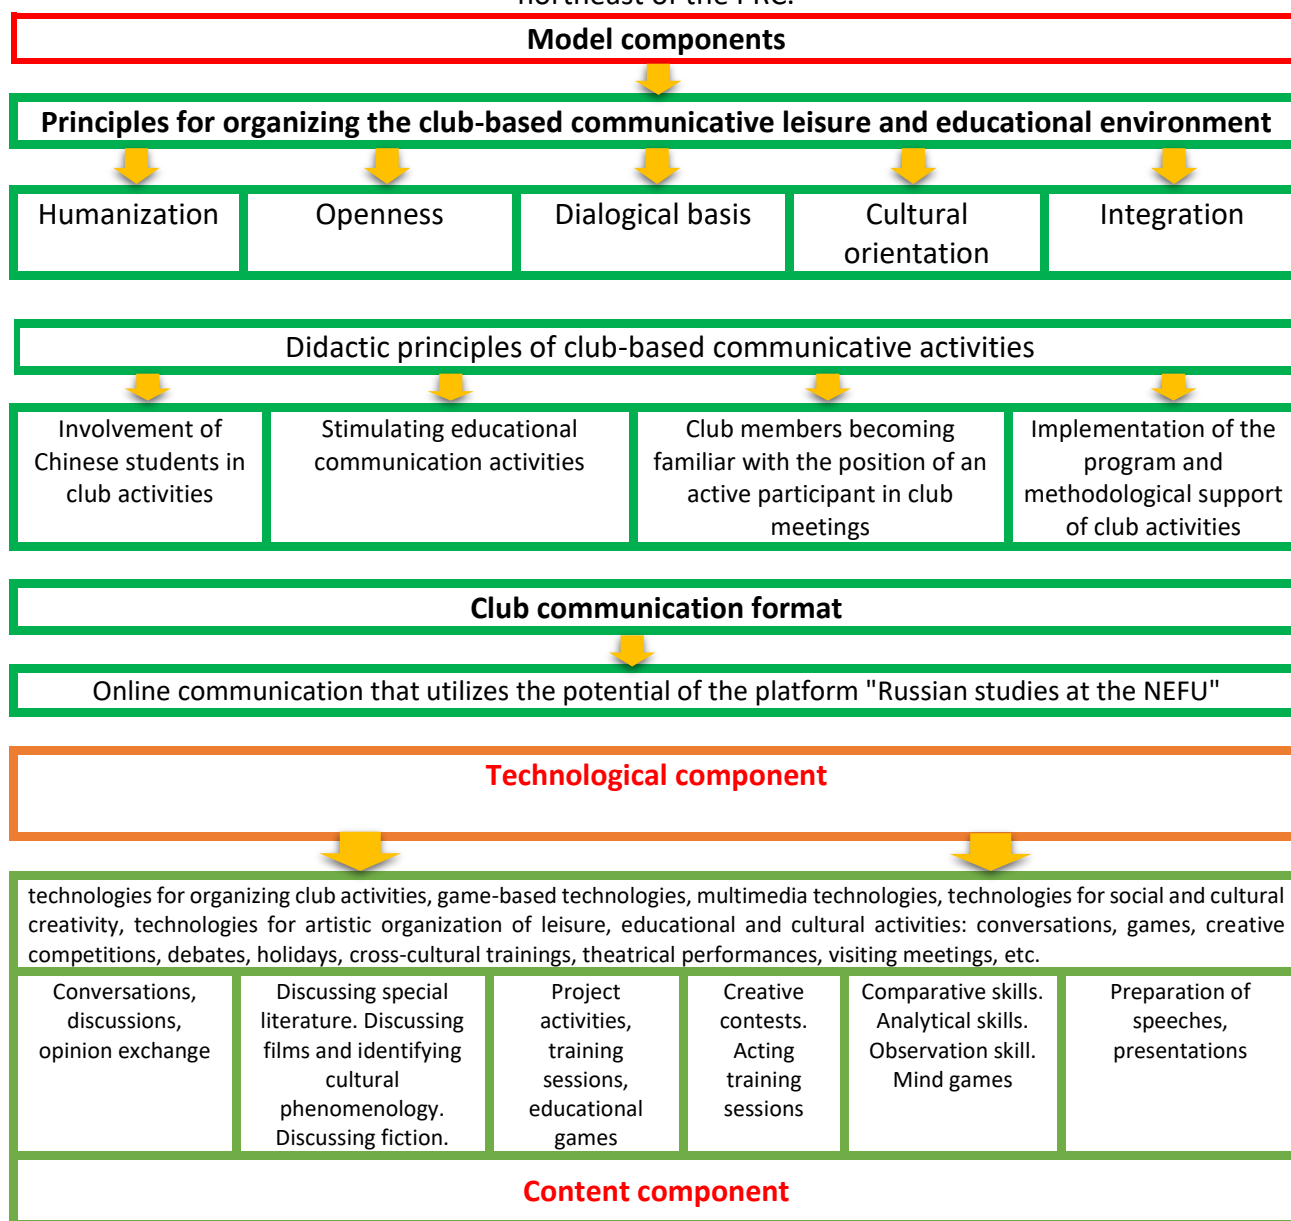 northeast of the PRC.
Model components
Principles for organizing the club-based communicative leisure and educational environment
Humanization
Openness
Dialogical basis
Cultural
orientation
Integration
Didactic principles of club-based communicative activities
Involvement of
Chinese students in
club activities
Stimulating educational
communication activities
Club members becoming
familiar with the position of an
active participant in club
meetings
Implementation of the
program and
methodological support
of club activities
Club communication format
Online communication that utilizes the potential of the platform "Russian studies at the NEFU"
Technological component
technologies for organizing club activities, game-based technologies, multimedia technologies, technologies for social and cultural
creativity, technologies for artistic organization of leisure, educational and cultural activities: conversations, games, creative
competitions, debates, holidays, cross-cultural trainings, theatrical performances, visiting meetings, etc.
Conversations,
discussions,
opinion exchange
Discussing special
literature. Discussing
films and identifying
cultural
phenomenology.
Discussing fiction.
Project
activities,
training
sessions,
educational
games
Creative
contests.
Acting
training
sessions
Comparative skills.
Analytical skills.
Observation skill.
Mind games
Preparation of
speeches,
presentations
Content component